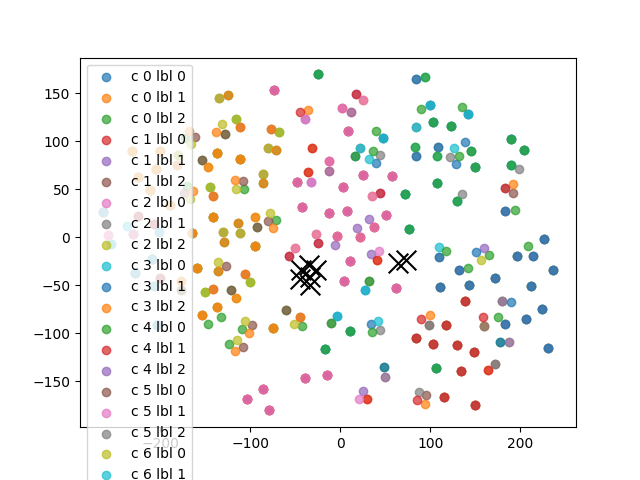 c 0 lbl 0
c 0 lbl 1
c 0 lbl 2
c 1 lbl 0
c 1 lbl 1
c 1 lbl 2
c 2 lbl 0
c 2 lbl 1
c 2 lbl 2
c 3 lbl 0
c 3 lbl 1
c 3 lbl 2
c 4 lbl 0
c 4 lbl 1
c 4 lbl 2
c 5 lbl 0
c 5 lbl 1
c 5 lbl 2
c 6 lbl 0
c 6 lbl 1
150
100
50
0
−50
−100
−150
−200 −100 0 100 200